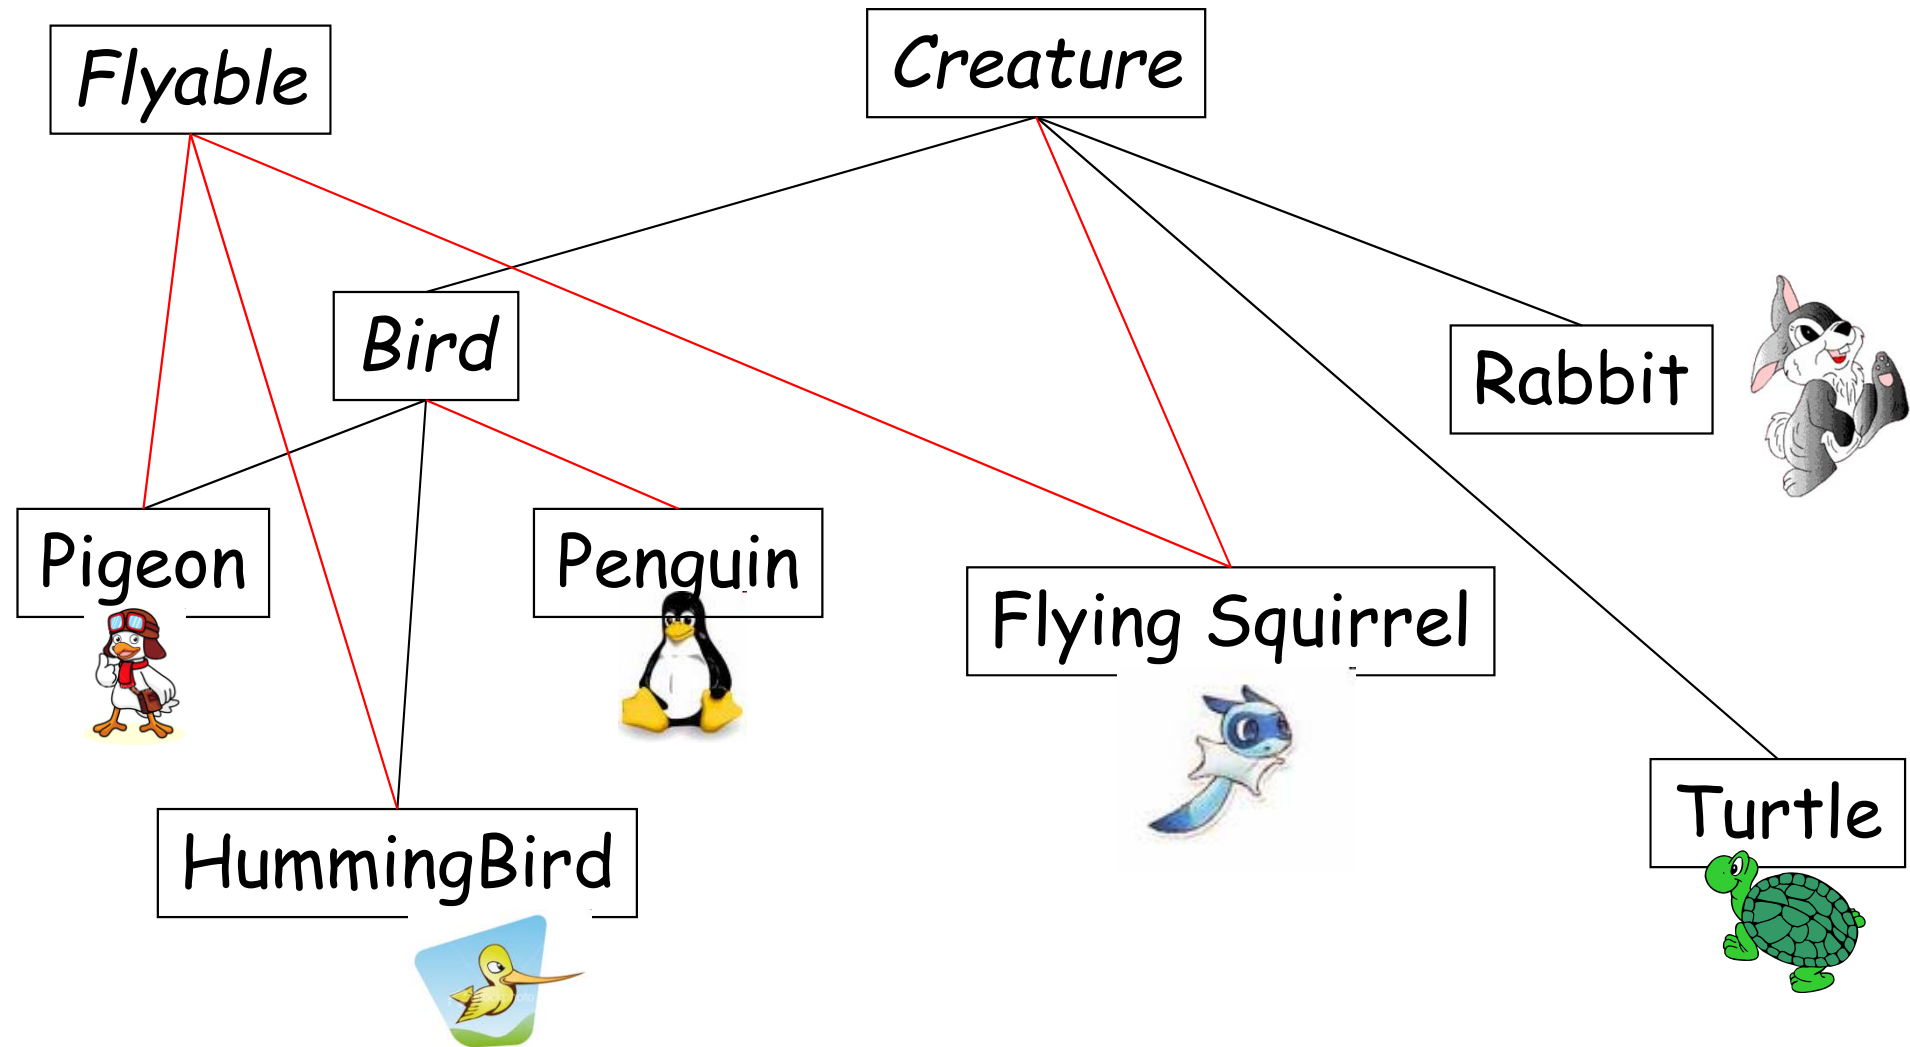 Flyable
Creature
Bird
Rabbit
Pigeon
Penguin
Flying Squirrel
Turtle
HummingBird